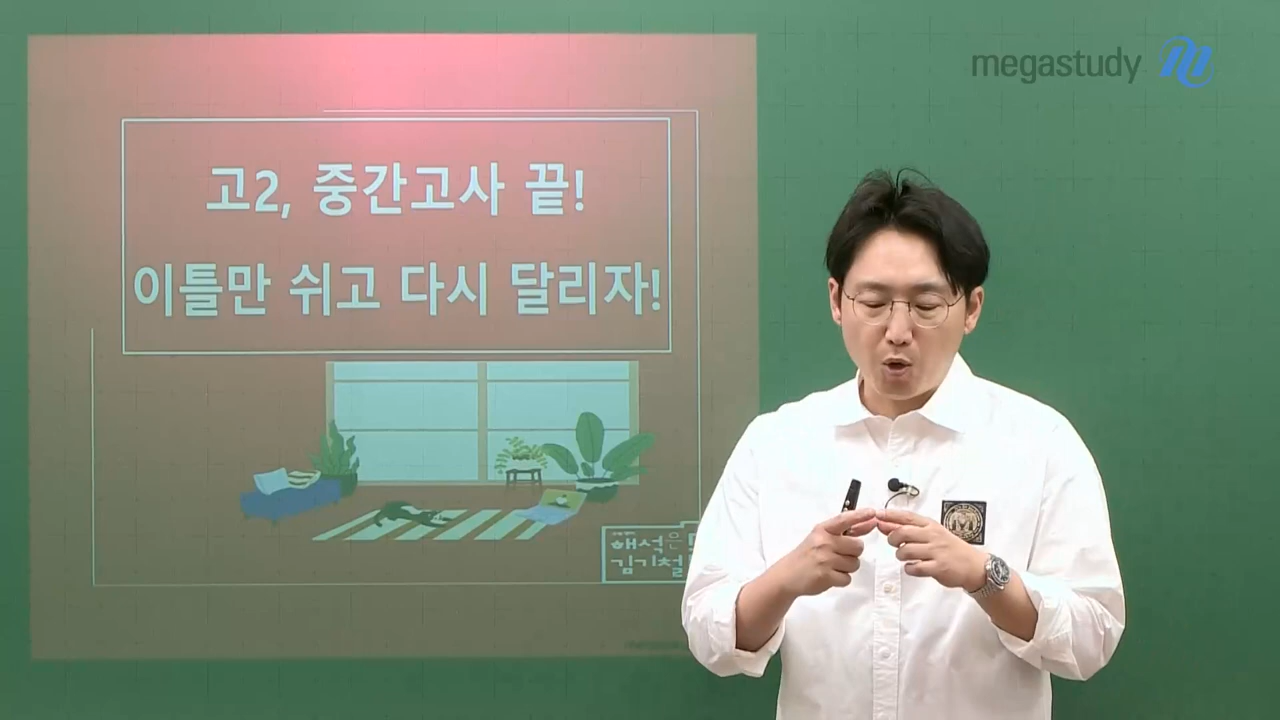 megastudy
고2, 중간고사 끝!
이틀만 쉬고 다시 달리자!
해석은
김기철
M